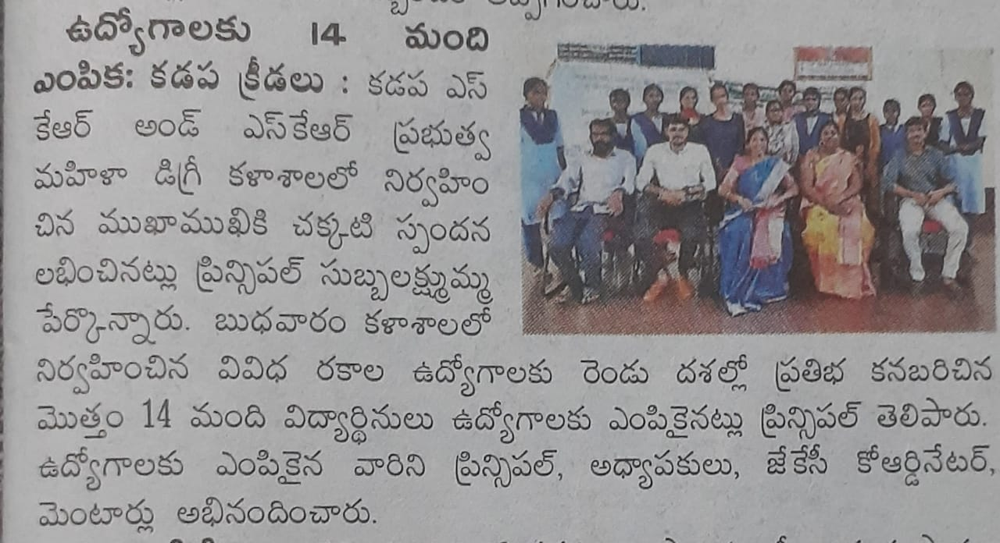 ఉద్యోగాలకు 14 మంది
ఎంపిక: కడప క్రీడలు : కడప ఎస్
కేఆర్ అండ్ ఎస్‌కేఆర్ ప్రభుత్వ
మహిళా డిగ్రీ కళాశాలలో నిర్వహిం
చిన ముఖాముఖికి చక్కటి స్పందన
లభించినట్లు ప్రిన్సిపల్ సుబ్బలక్ష్ముమ్మ
పేర్కొన్నారు. బుధవారం కళాశాలలో
నిర్వహించిన వివిధ రకాల ఉద్యోగాలకు రెండు దశల్లో ప్రతిభ కనబరిచిన
మొత్తం 14 మంది విద్యార్థినులు ఉద్యోగాలకు ఎంపికైనట్లు ప్రిన్సిపల్ తెలిపారు.
ఉద్యోగాలకు ఎంపికైన వారిని ప్రిన్సిపల్, అధ్యాపకులు, జేకేసీ కోఆర్డినేటర్,
మెంటార్లు అభినందించారు.